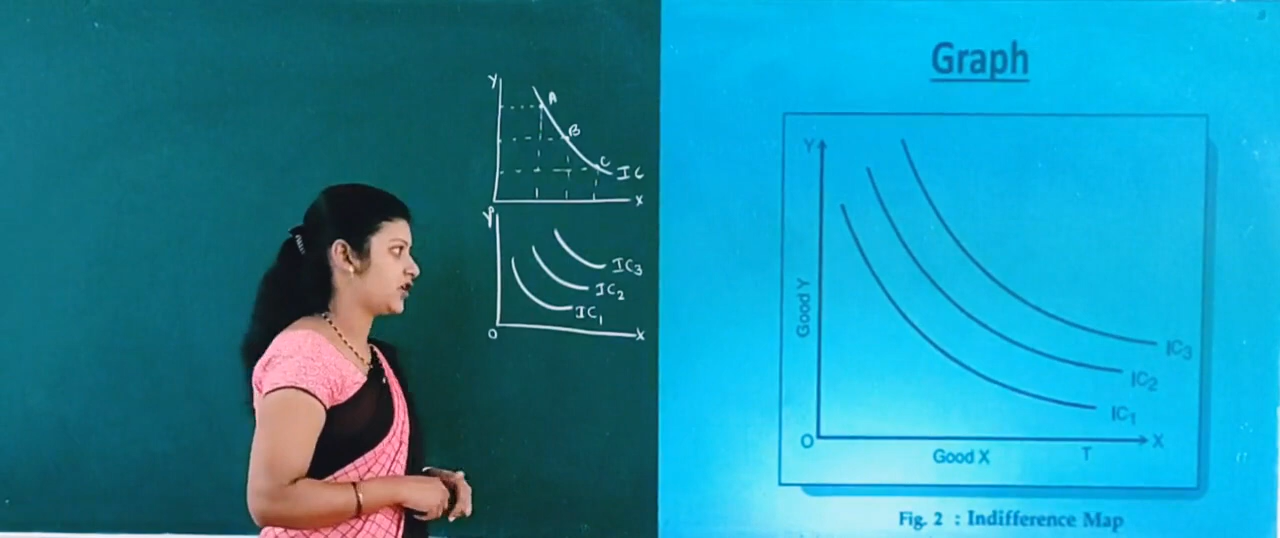 Y
A
B
C
IC
X
Y
IC3
IC2
IC1
O
X
Graph
Y
Good Y
IC3
IC2
IC1
O
X
Good X
T
Fig. 2 : Indifference Map